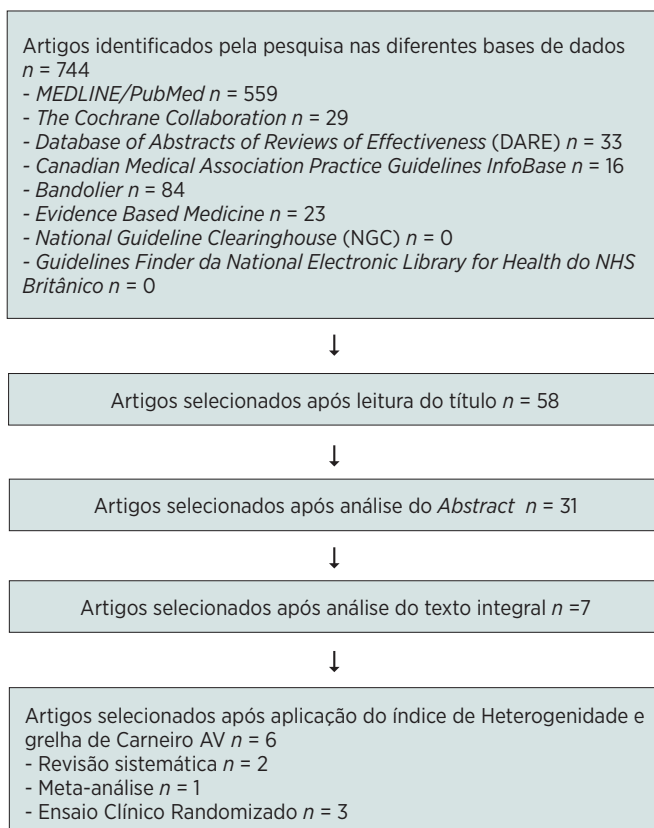 Artigos identificados pela pesquisa nas diferentes bases de dados
n = 744
- MEDLINE/PubMed n = 559
- The Cochrane Collaboration n = 29
- Database of Abstracts of Reviews of Effectiveness (DARE) n = 33
- Canadian Medical Association Practice Guidelines InfoBase n = 16
- Bandolier n = 84
- Evidence Based Medicine n = 23
- National Guideline Clearinghouse (NGC) n = 0
- Guidelines Finder da National Electronic Library for Health do NHS
Britânico n = 0
↓
Artigos selecionados após leitura do título n = 58
↓
Artigos selecionados após análise do Abstract n = 31
↓
Artigos selecionados após análise do texto integral n =7
↓
Artigos selecionados após aplicação do índice de Heterogenidade e
grelha de Carneiro AV n = 6
- Revisão sistemática n = 2
- Meta-análise n = 1
- Ensaio Clínico Randomizado n = 3